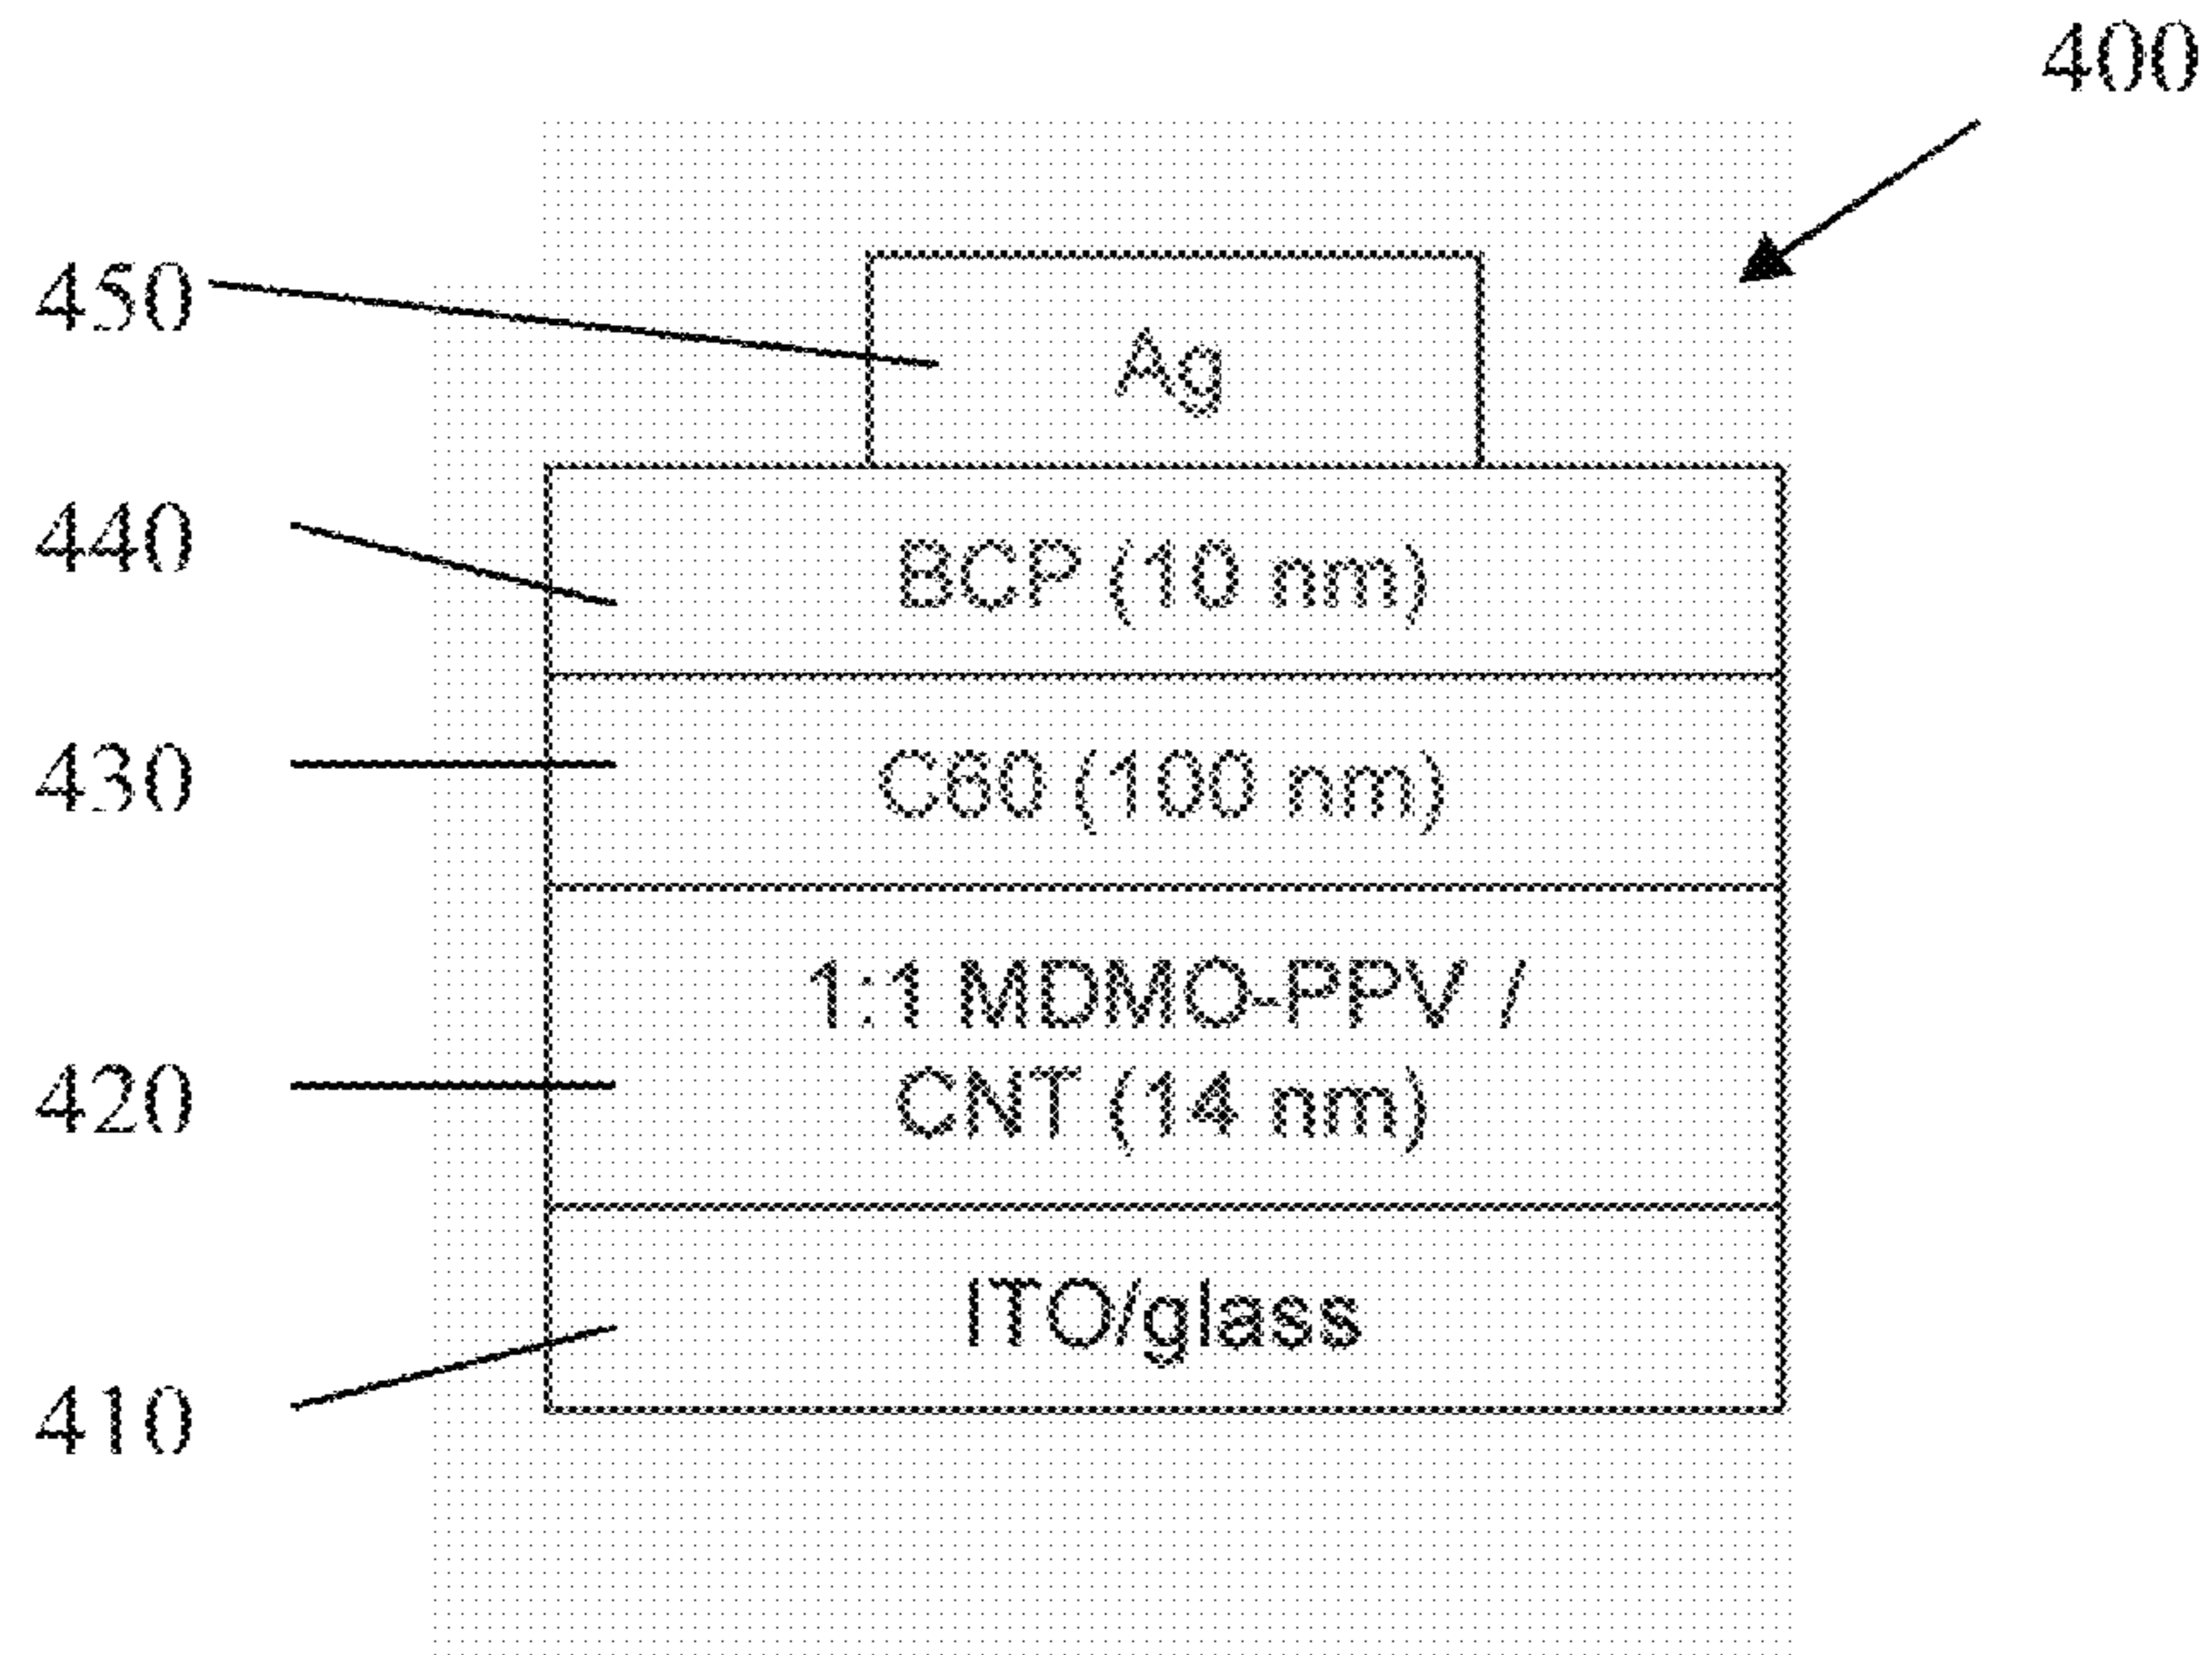 400
450
Ag
440
BCP (10 nm)
430
C60 (100 nm)
1:1 MDMO-PPV /
420
CNT (14 nm)
ITO/glass
410